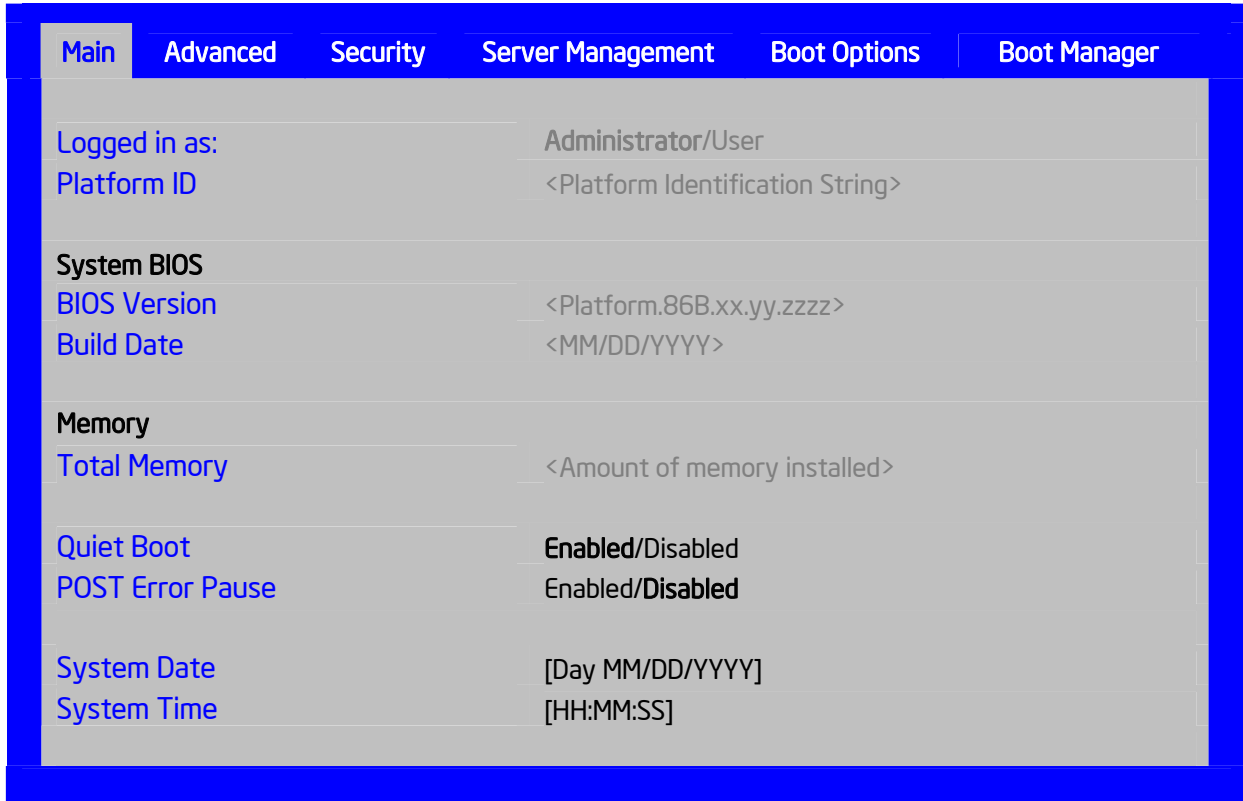 Main Advanced Security Server Management Boot Options Boot Manager
Logged in as: Administrator/User
Platform ID <Platform Identification String>
System BIOS
BIOS Version <Platform.86B.xx.yy.zzzz>
Build Date <MM/DD/YYYY>
Memory
Total Memory <Amount of memory installed>
Quiet Boot Enabled/Disabled
POST Error Pause Enabled/Disabled
System Date [Day MM/DD/YYYY]
System Time [HH:MM:SS]